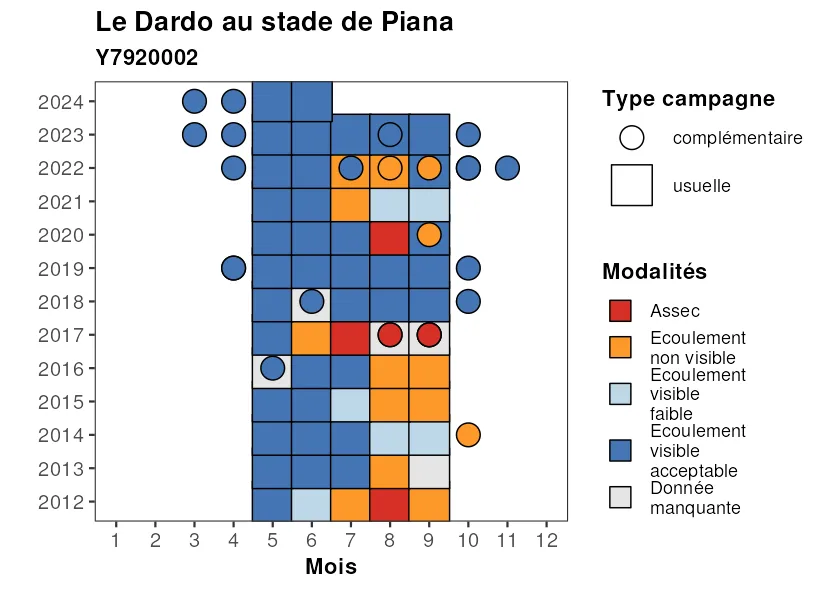 Le Dardo au stade de Piana
Y7920002
2024
2023
2022
2021
2020
2019
2018
2017
2016
2015
2014
2013
2012
1 2 3 4 5 6 7 8 9 10 11 12
Mois
Type campagne
complémentaire
usuelle
Modalités
Assec
Ecoulement
non visible
Ecoulement
visible
faible
Ecoulement
visible
acceptable
Donnée
manquante